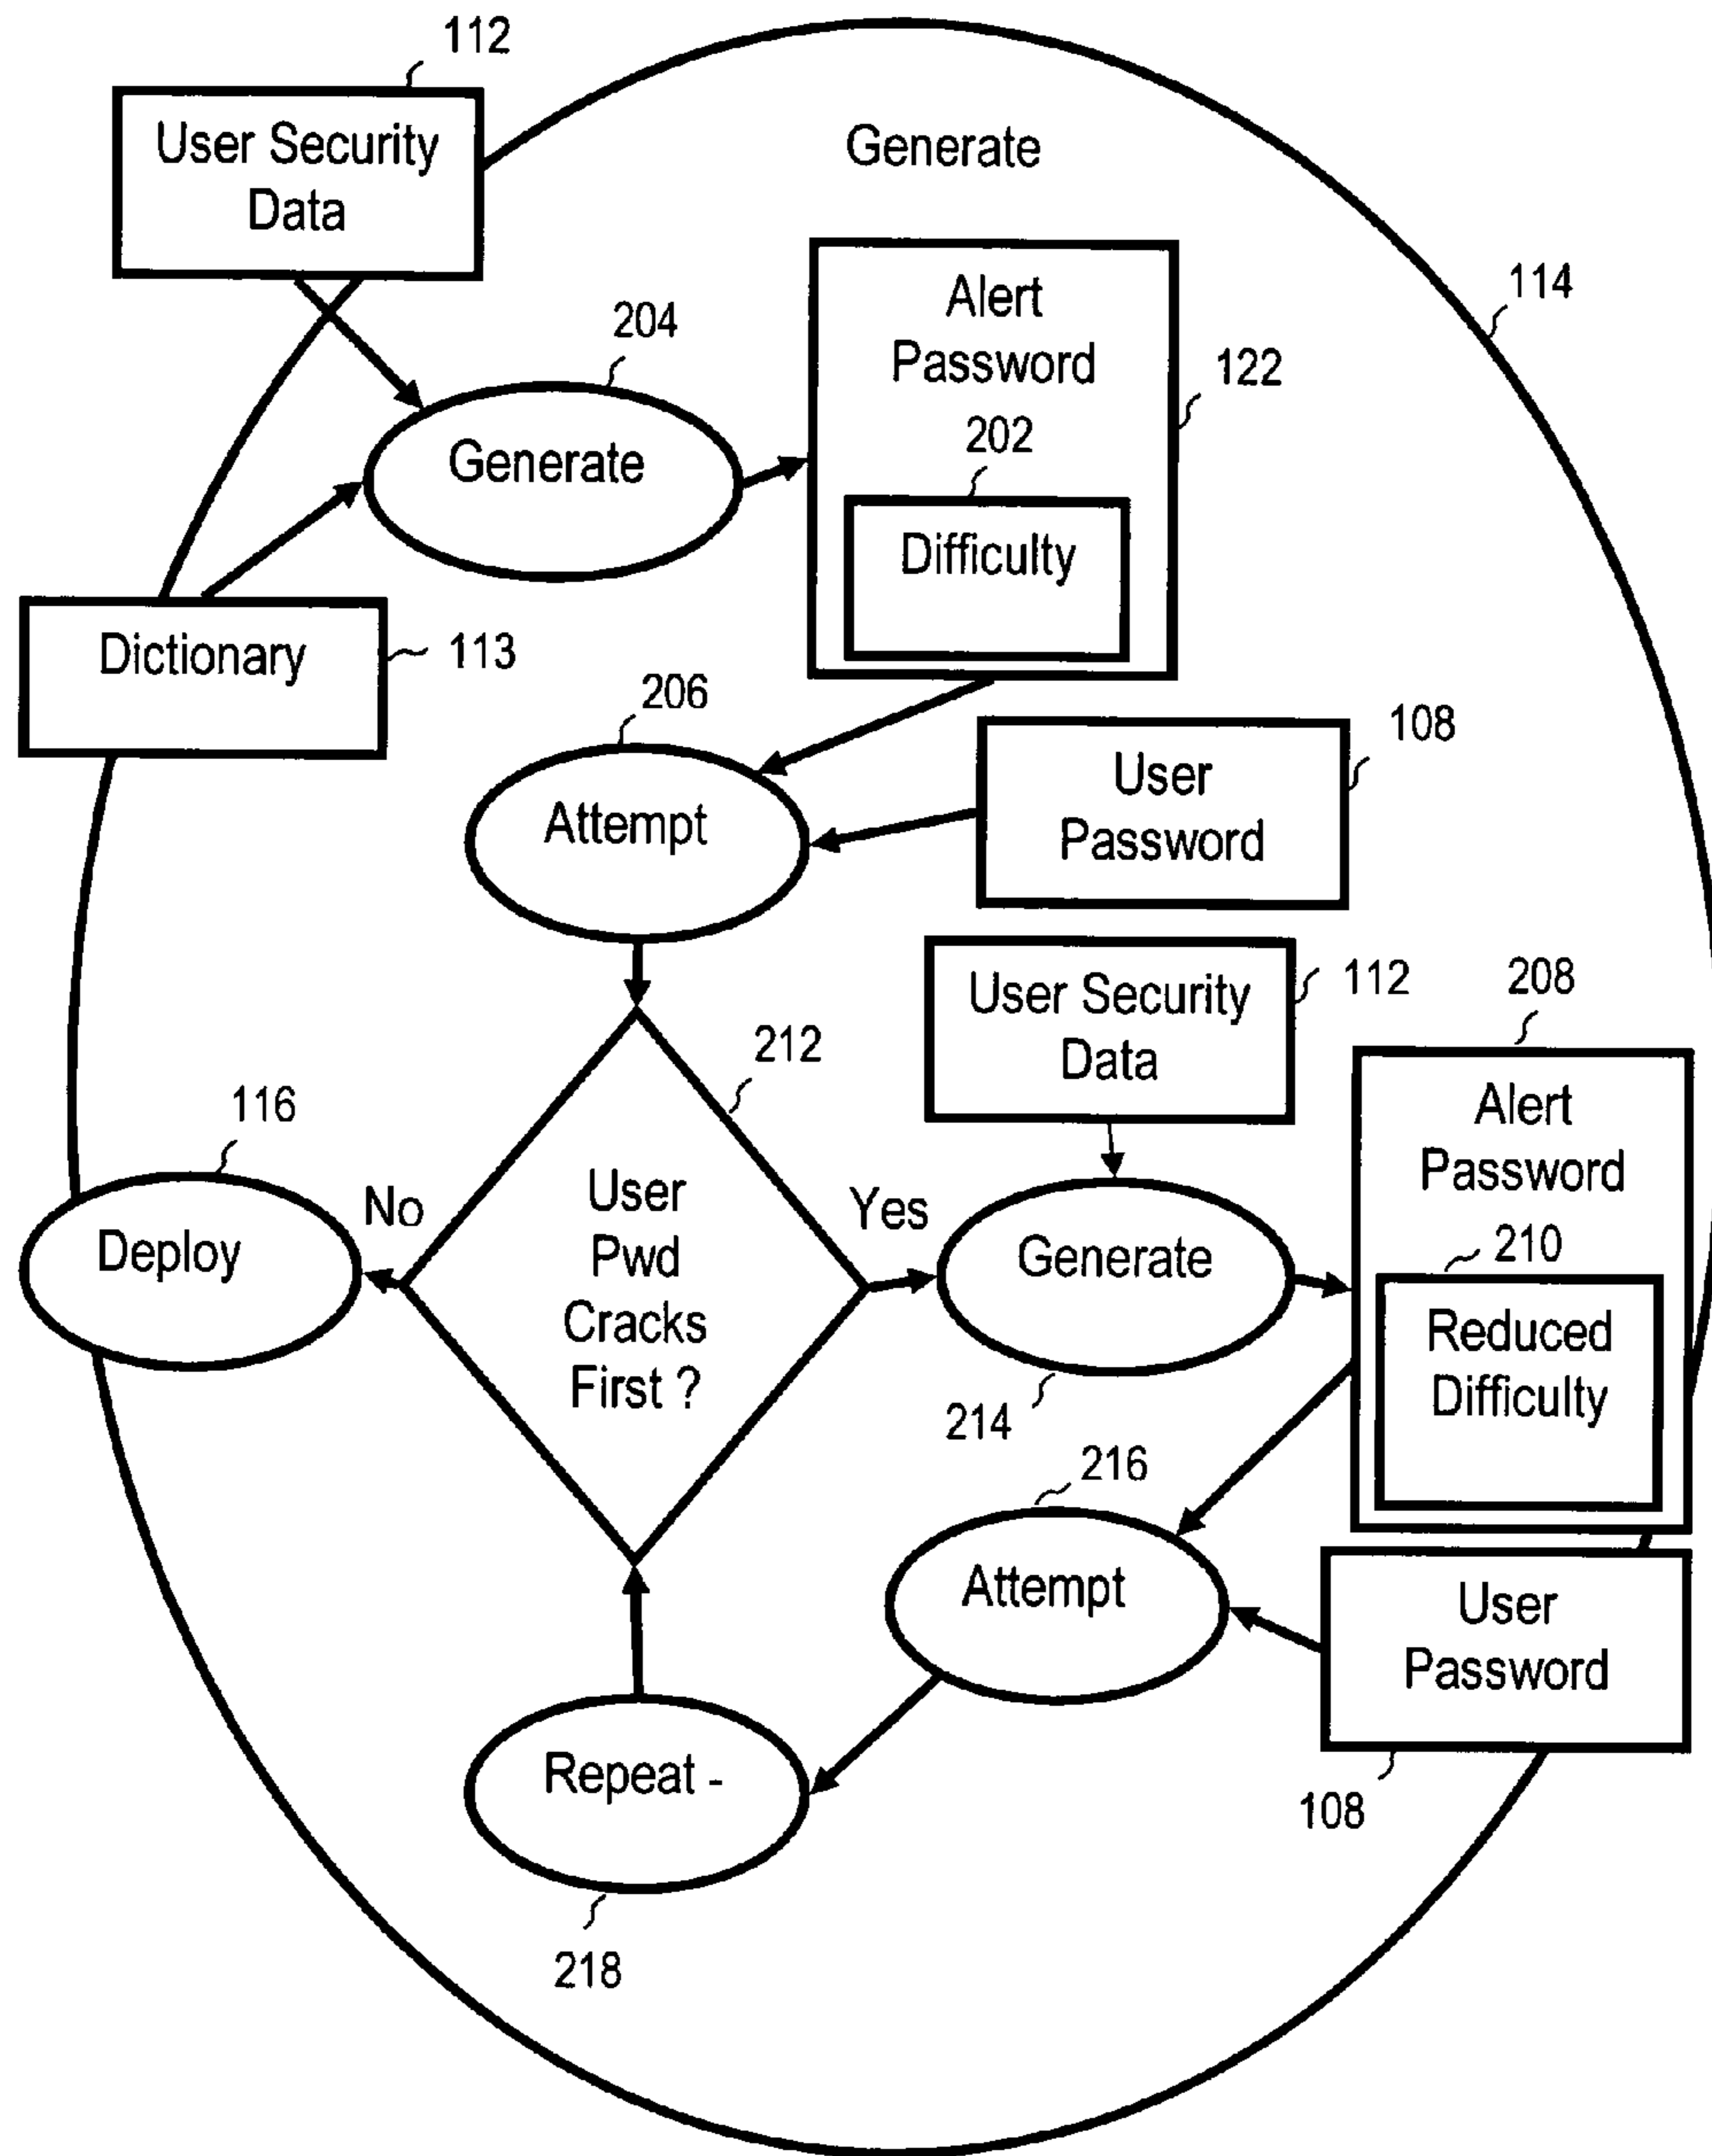 112
User Security
Data
Generate
114
204
Generate
Alert
Password
122
202
Difficulty
Dictionary
113
206
Attempt
108
User
Password
User Security
Data
112
208
Alert
Password
210
Reduced
Difficulty
212
116
Deploy
No
User
Pwd
Cracks
First ?
Yes
Generate
214
216
Attempt
User
Password
108
Repeat -
218